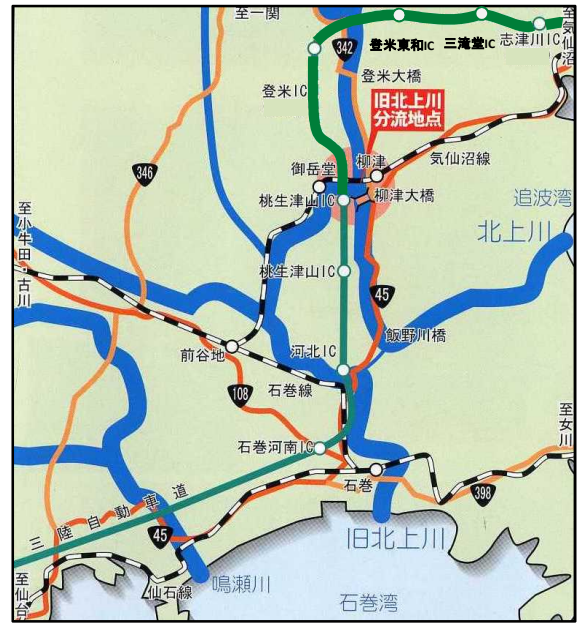 至一関
至気仙沼
342
登米東和IC
三滝堂IC
志津川IC
登米大橋
登米IC
旧北上川
分流地点
御岳堂
柳津
気仙沼線
346
桃生津山IC
柳津大橋
追波湾
北上川
至小牛田・古川
桃生津山IC
45
飯野川橋
前谷地
河北IC
108
石巻線
至女川
石巻河南IC
石巻
398
三陸自動車道
45
旧北上川
至仙台
仙石線
鳴瀬川
石巻湾